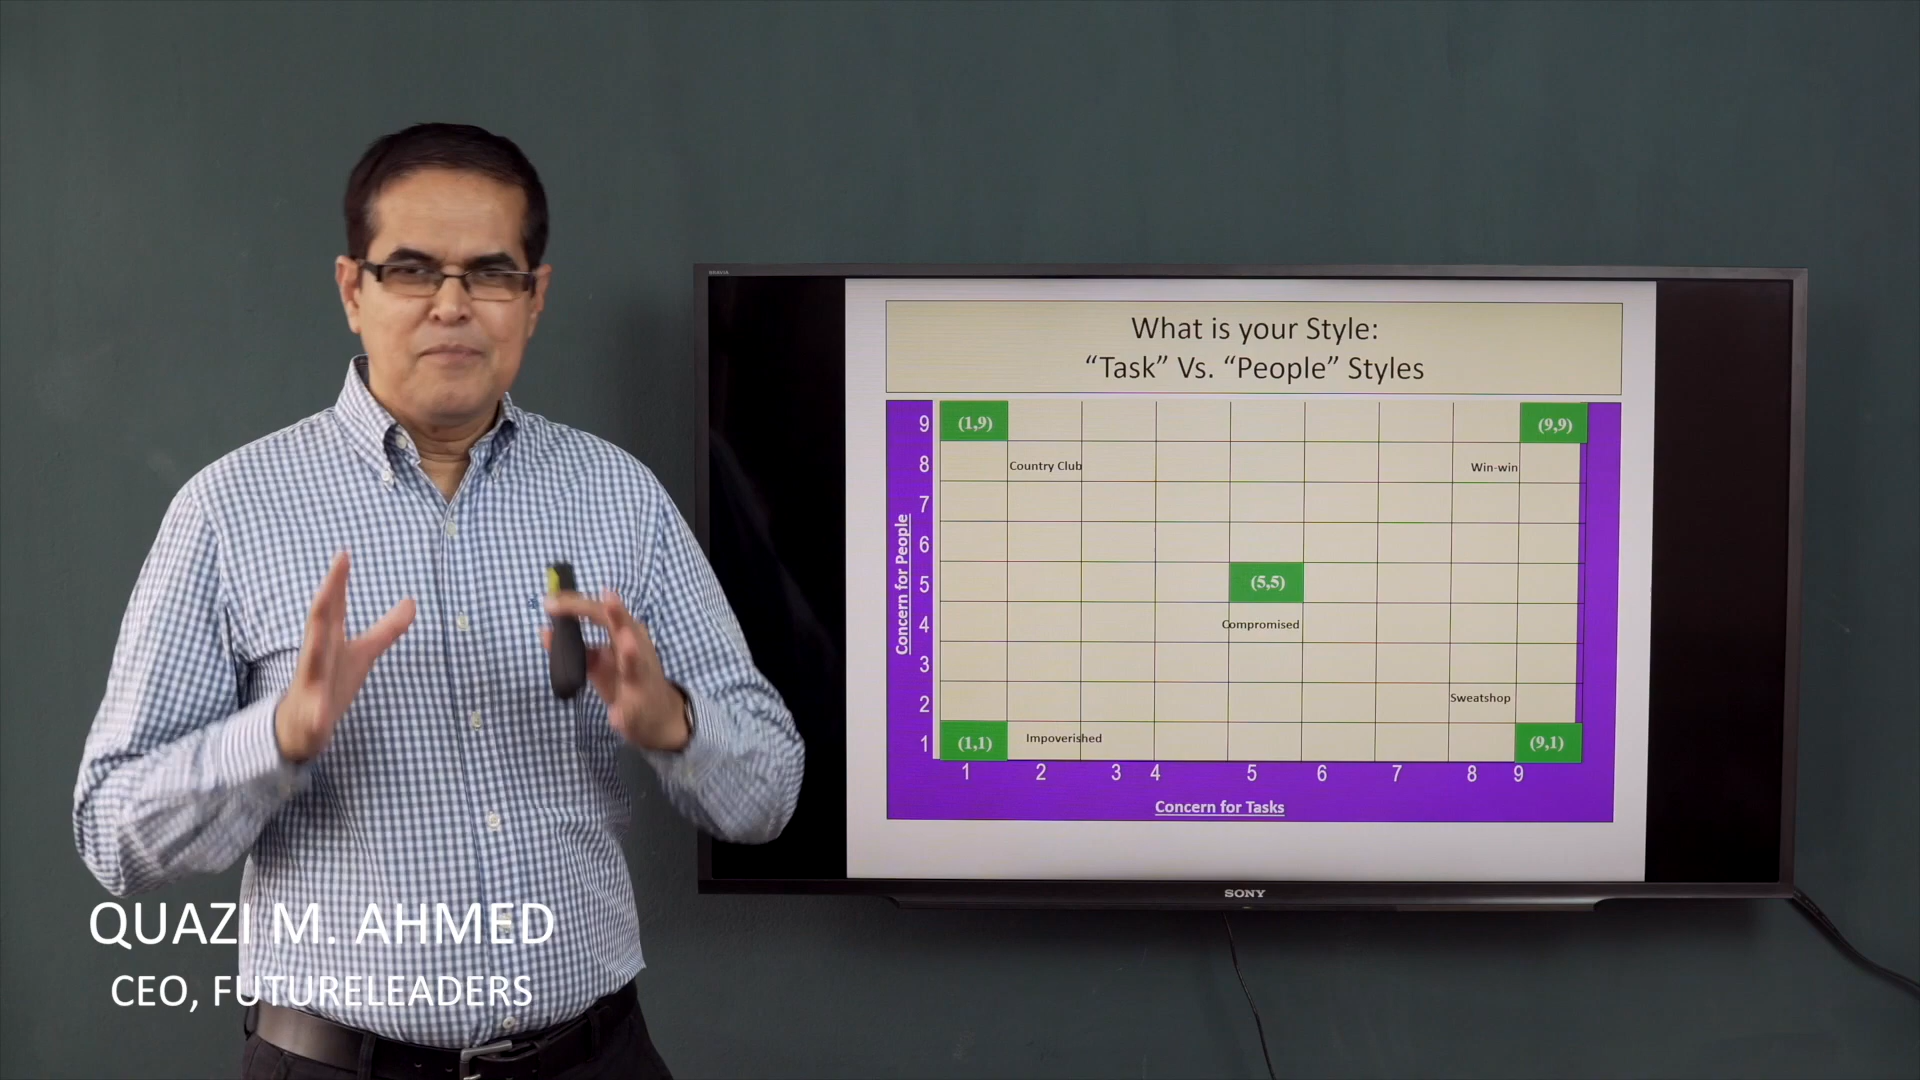 BRAVIA
What is your Style:
“Task” Vs. “People” Styles
9
(1,9)
(9,9)
8
Country Club
Win-win
7
6
Concern for People
5
(5,5)
4
Compromised
3
2
Sweatshop
1
(1,1)
Impoverished
(9,1)
1 2 3 4 5 6 7 8 9
Concern for Tasks
SONY
QUAZI M. AHMED
CEO, FUTURELEADERS